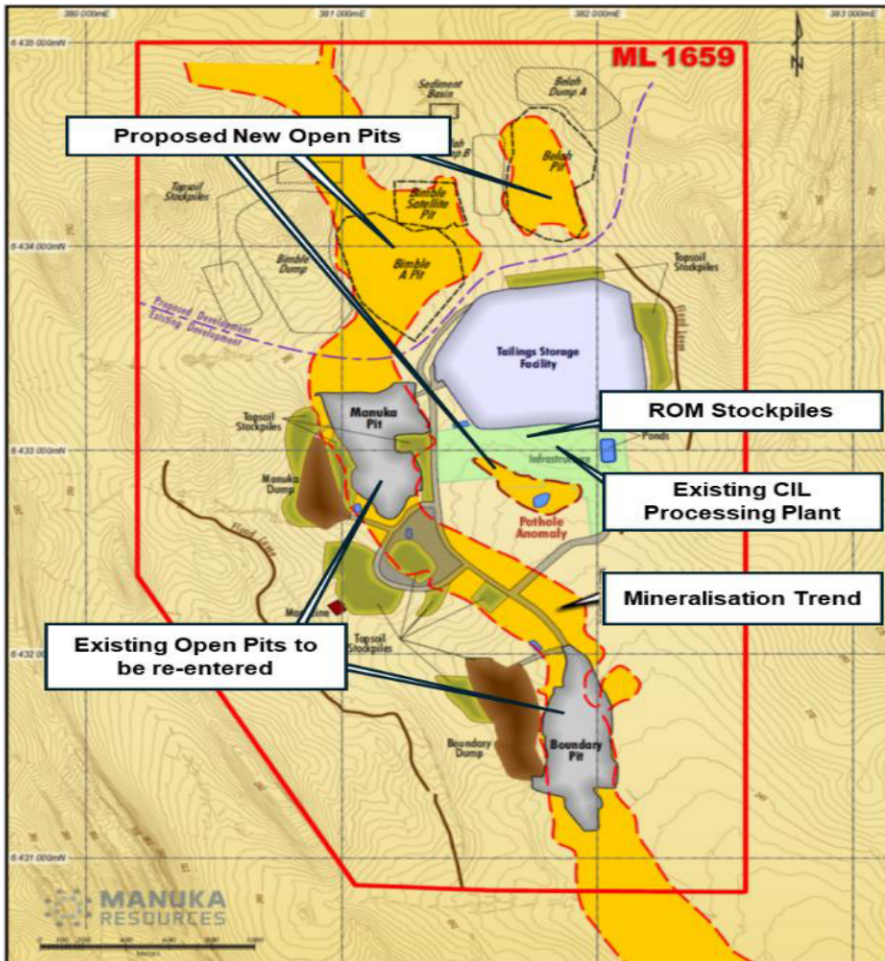 380 000mE
381 000mE
382 000mE
383 000mE
6 435 000mN
ML 1659
N
Sediment
Basin
Belah
Dump A
Proposed New Open Pits
Topsoil
Stockpiles
Bimble
Satellite
Pit
Belah
Pit
6 434 000mN
Bimble
Dump
Bimble
A Pit
Topsoil
Stockpiles
Proposed Development
Existing Development
Tailings Storage
Facility
Manuka
Pit
ROM Stockpiles
Topsoil
Stockpiles
Ponds
6 433 000mN
Infrastructure
Manuka
Dump
Existing CIL
Processing Plant
Pothole
Anomaly
Mineralisation Trend
Existing Open Pits to
be re-entered
Topsoil
Stockpiles
6 432 000mN
Boundary
Dump
Boundary
Pit
6 431 000mN
MANUKA
RESOURCES